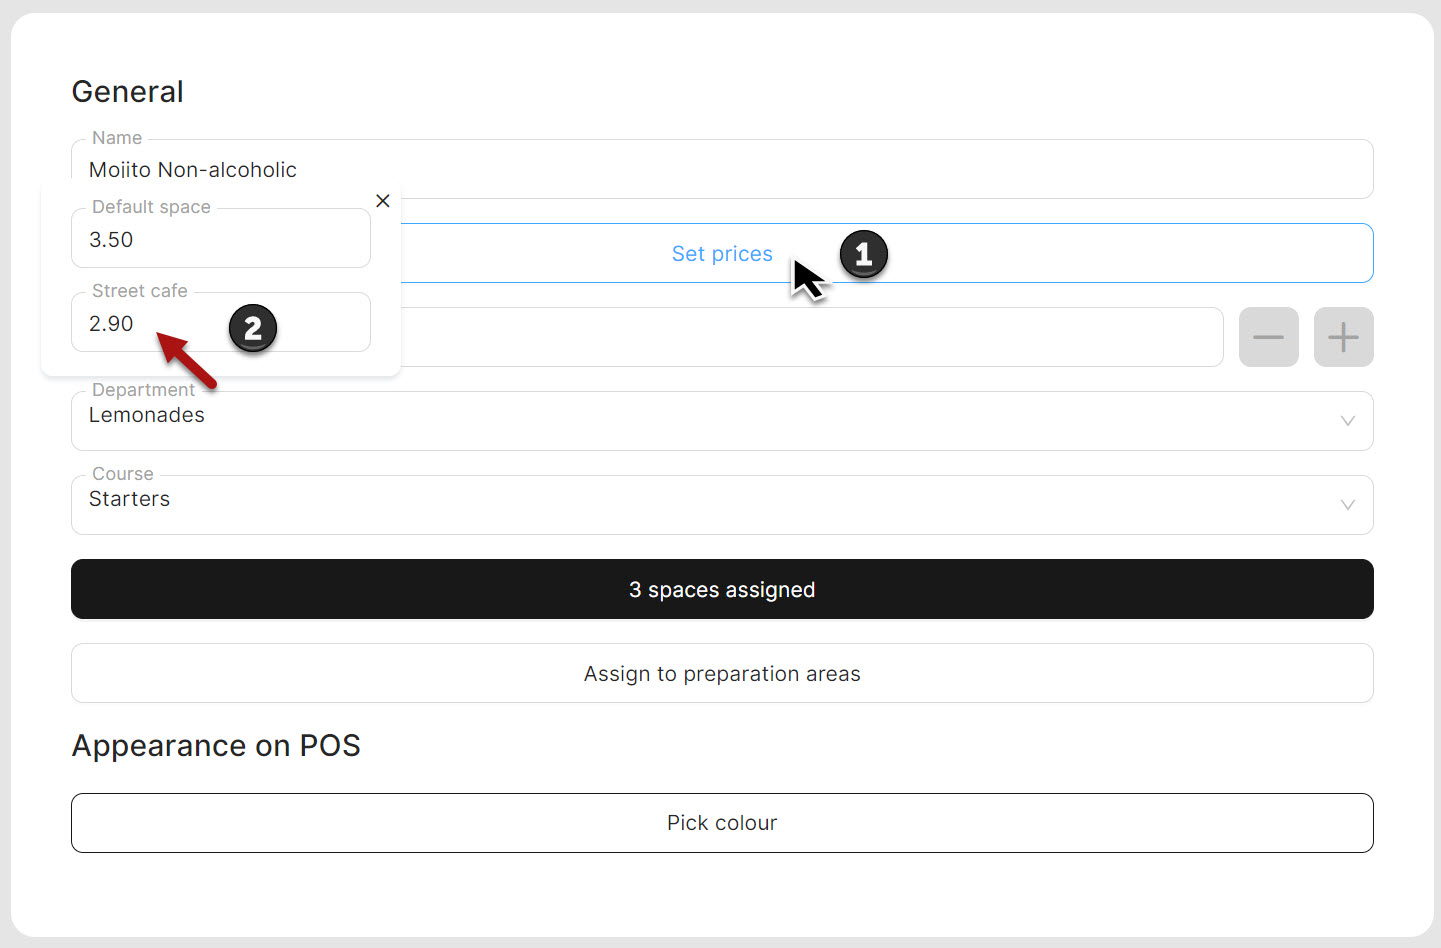 General
Name
Mojito Non-alcoholic
Default space
3.50
Set prices
1
Street cafe
2.90
2
Department
Lemonades
Course
Starters
3 spaces assigned
Assign to preparation areas
Appearance on POS
Pick colour